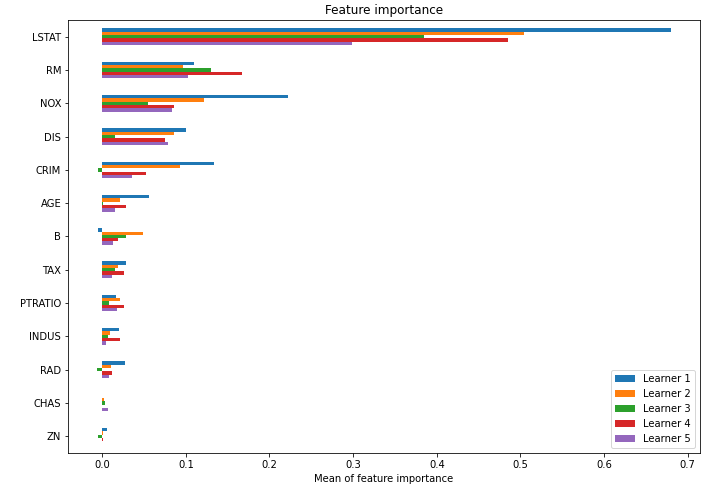 Feature importance
LSTAT
RM
NOX
DIS
CRIM
AGE
B
TAX
PTRATIO
INDUS
RAD
CHAS
ZN
Learner 1
Learner 2
Learner 3
Learner 4
Learner 5
0.0 0.1 0.2 0.3 0.4 0.5 0.6 0.7
Mean of feature importance